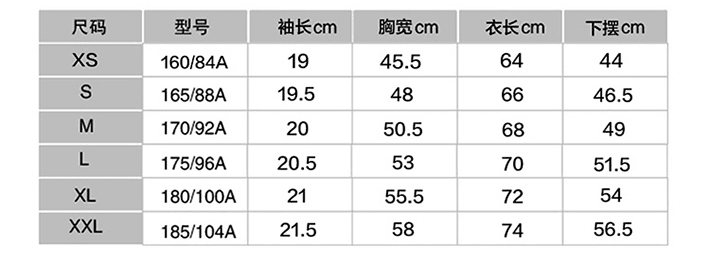 尺码 型号 袖长cm 胸宽cm 衣长cm 下摆cm
XS 160/84A 19 45.5 64 44
S 165/88A 19.5 48 66 46.5
M 170/92A 20 50.5 68 49
L 175/96A 20.5 53 70 51.5
XL 180/100A 21 55.5 72 54
XXL 185/104A 21.5 58 74 56.5